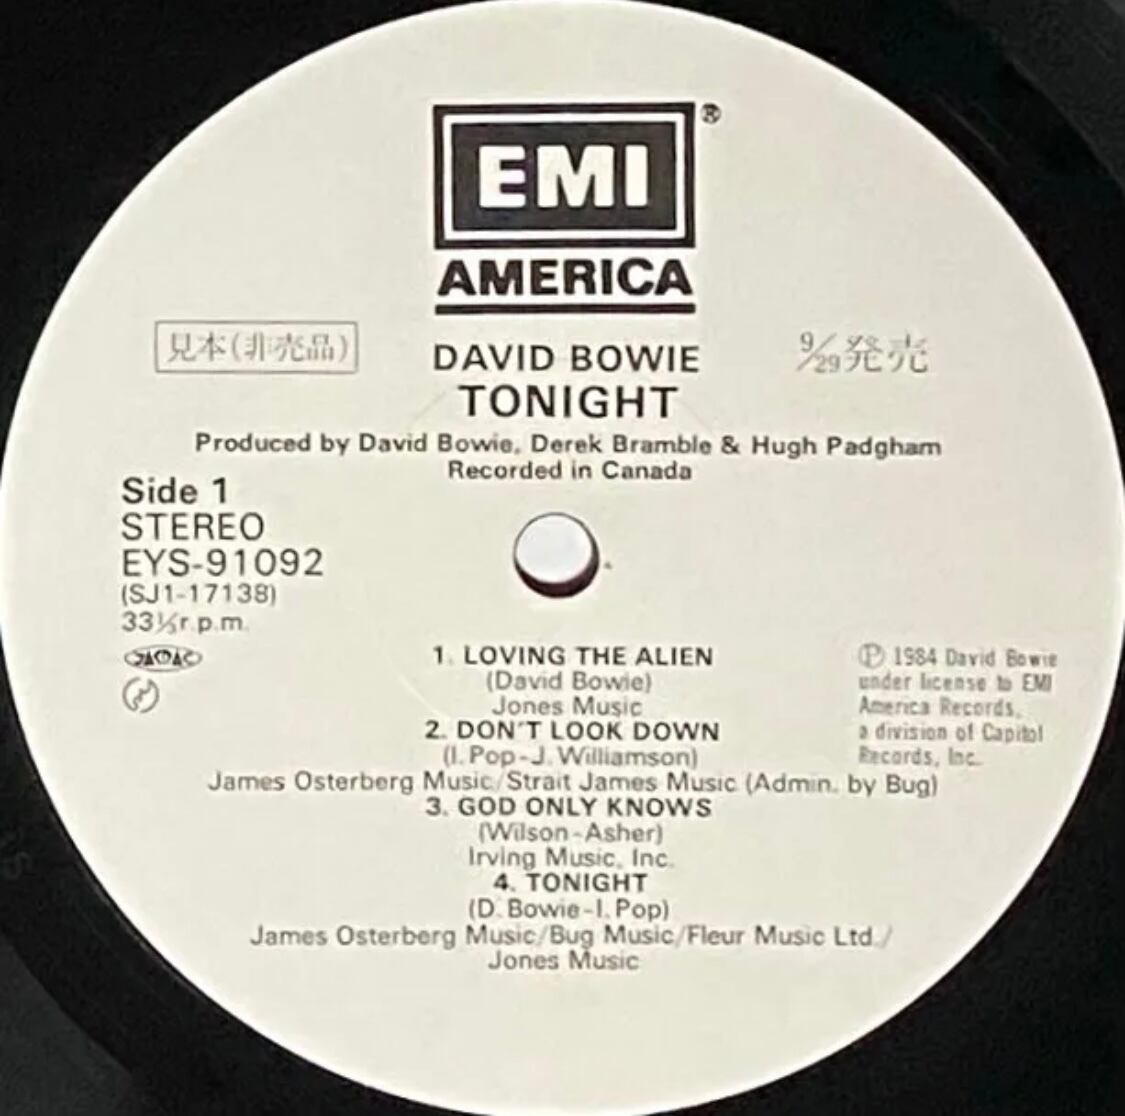 EMI®
AMERICA
見本(非売品)
DAVID BOWIE
9/29発売
TONIGHT
Produced by David Bowie, Derek Bramble & Hugh Padgham
Recorded in Canada
Side 1
STEREO
EYS-91092
(SJ1-17138)
33⅓r.p.m.
1. LOVING THE ALIEN
(David Bowie)
Jones Music
2. DON'T LOOK DOWN
(I. Pop-J. Williamson)
James Osterberg Music/Strait James Music (Admin. by Bug)
3. GOD ONLY KNOWS
(Wilson-Asher)
Irving Music, Inc.
4. TONIGHT
(D. Bowie-I. Pop)
James Osterberg Music/Bug Music/Fleur Music Ltd./
Jones Music
Ⓟ 1984 David Bowie
under license to EMI
America Records,
a division of Capitol
Records, Inc.